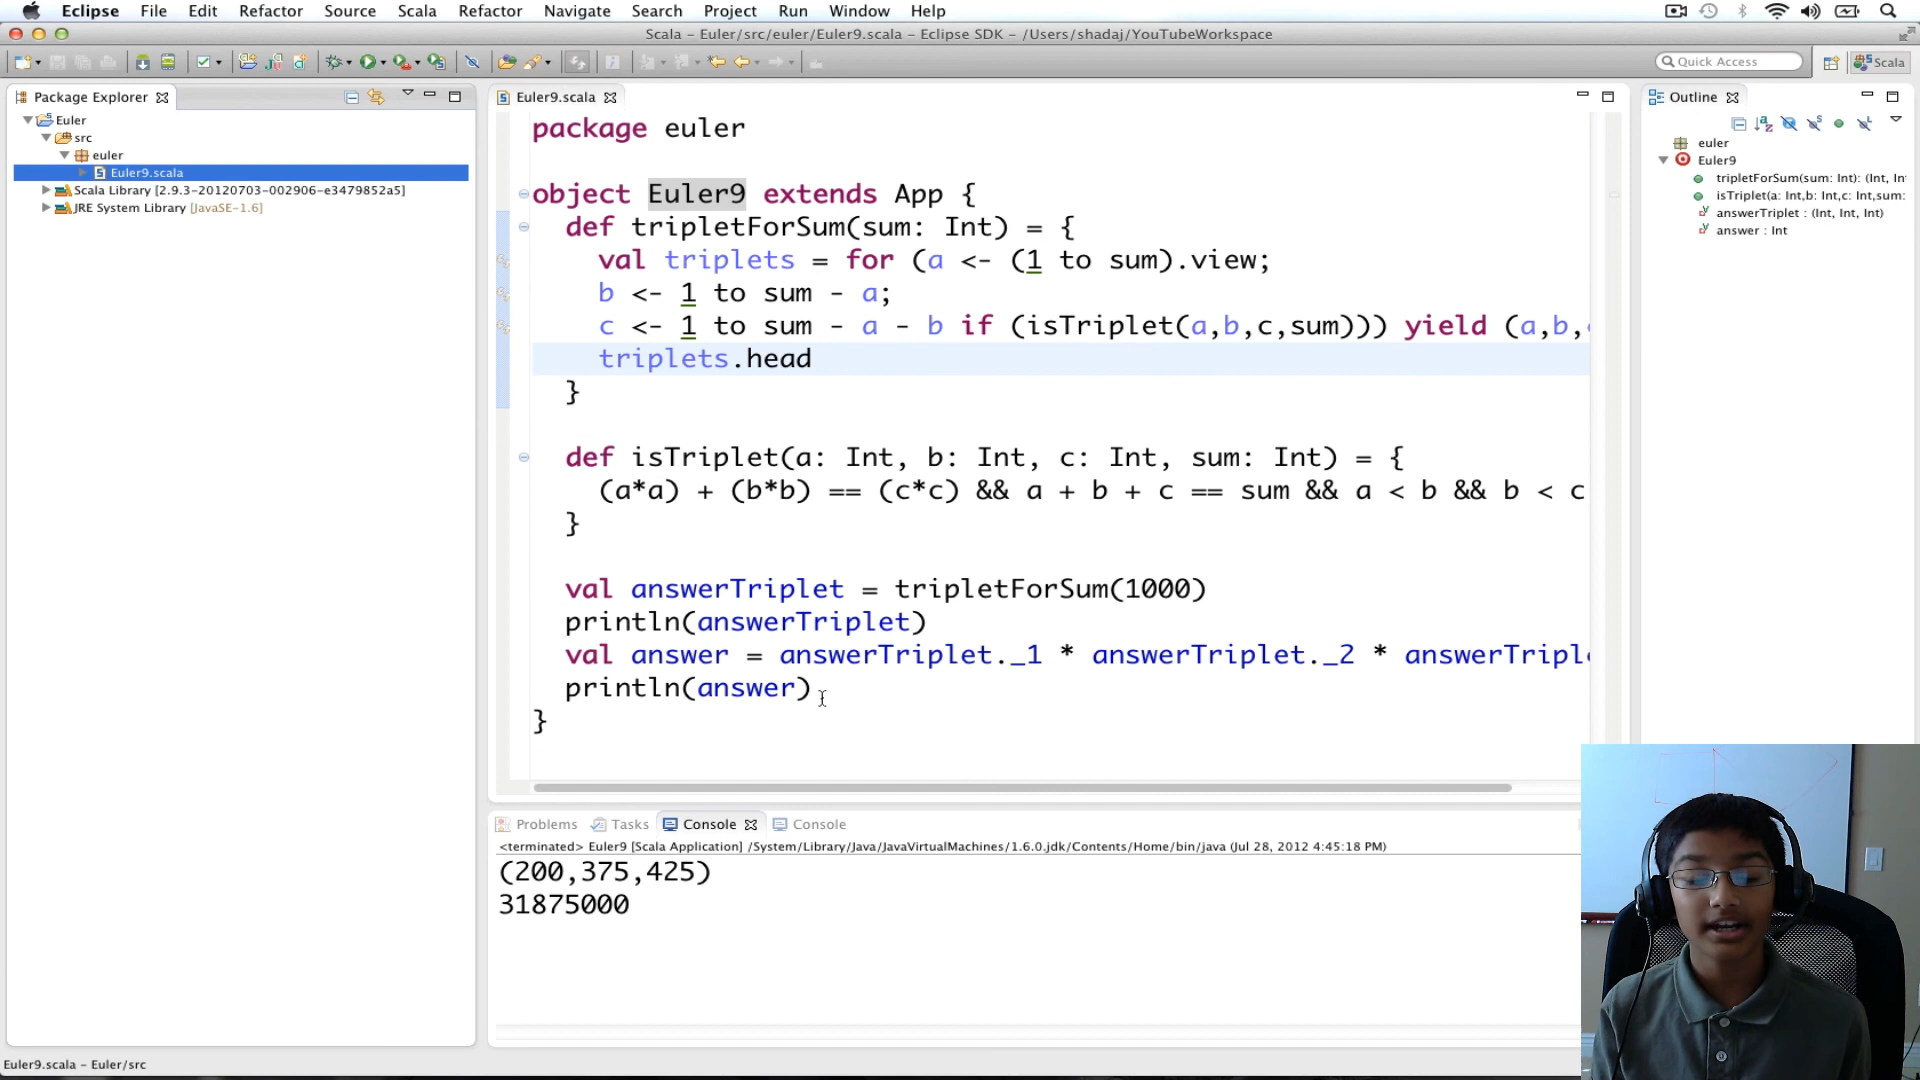 Eclipse File Edit Refactor Source Scala Refactor Navigate Search Project Run Window Help
Scala – Euler/src/euler/Euler9.scala – Eclipse SDK – /Users/shadaj/YouTubeWorkspace
Quick Access
Scala
Package Explorer
Euler
src
euler
Euler9.scala
Scala Library [2.9.3-20120703-002906-e3479852a5]
JRE System Library [JavaSE-1.6]
Euler9.scala
package euler
object Euler9 extends App {
def tripletForSum(sum: Int) = {
val triplets = for (a <- (1 to sum).view;
b <- 1 to sum - a;
c <- 1 to sum - a - b if (isTriplet(a,b,c,sum))) yield (a,b,
triplets.head
}
def isTriplet(a: Int, b: Int, c: Int, sum: Int) = {
(a*a) + (b*b) == (c*c) && a + b + c == sum && a < b && b < c
}
val answerTriplet = tripletForSum(1000)
println(answerTriplet)
val answer = answerTriplet._1 * answerTriplet._2 * answerTripl
println(answer)
}
Outline
euler
Euler9
tripletForSum(sum: Int): (Int, In
isTriplet(a: Int,b: Int,c: Int,sum:
answerTriplet : (Int, Int, Int)
answer : Int
Problems Tasks Console Console
<terminated> Euler9 [Scala Application] /System/Library/Java/JavaVirtualMachines/1.6.0.jdk/Contents/Home/bin/java (Jul 28, 2012 4:45:18 PM)
(200,375,425)
31875000
Euler9.scala – Euler/src